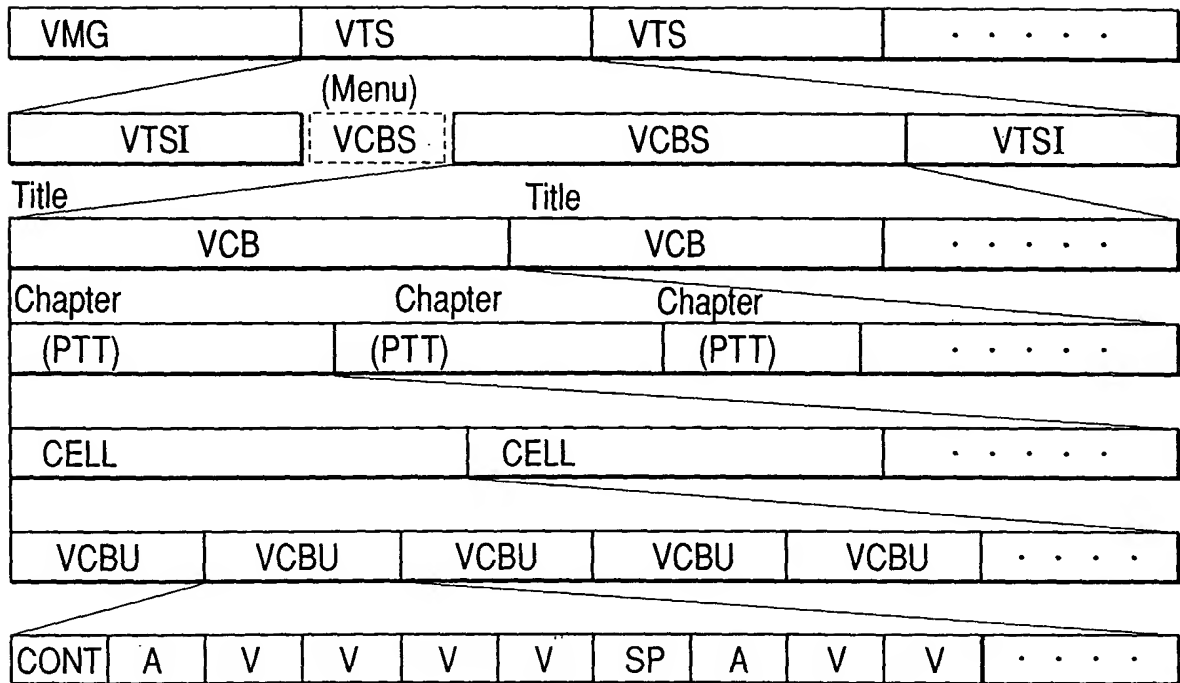 VMG VTS VTS . . . . .
(Menu)
VTSI VCBS VCBS VTSI
Title Title
VCB VCB . . . . .
Chapter Chapter Chapter
(PTT) (PTT) (PTT) . . . . .
CELL CELL . . . . .
VCBU VCBU VCBU VCBU VCBU . . . .
CONT A V V V V SP A V V . . . .